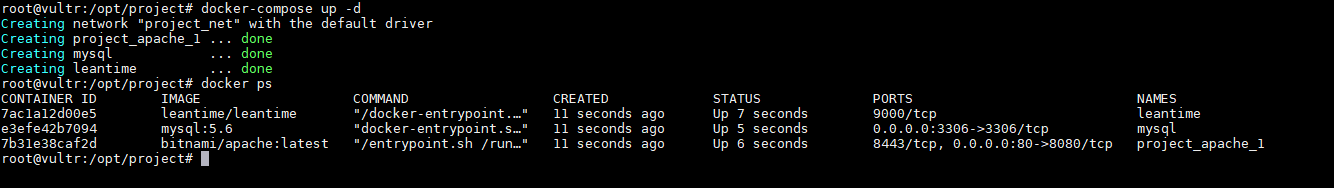 root@vultr:/opt/project# docker-compose up -d
Creating network "project_net" with the default driver
Creating project_apache_1 ... done
Creating mysql            ... done
Creating leantime         ... done
root@vultr:/opt/project# docker ps
CONTAINER ID        IMAGE                   COMMAND                  CREATED             STATUS              PORTS                            NAMES
7ac1a12d00e5        leantime/leantime       "/docker-entrypoint.…"   11 seconds ago      Up 7 seconds        9000/tcp                         leantime
e3efe42b7094        mysql:5.6               "docker-entrypoint.s…"   11 seconds ago      Up 5 seconds        0.0.0.0:3306->3306/tcp           mysql
7b31e38caf2d        bitnami/apache:latest   "/entrypoint.sh /run…"   11 seconds ago      Up 6 seconds        8443/tcp, 0.0.0.0:80->8080/tcp   project_apache_1
root@vultr:/opt/project#